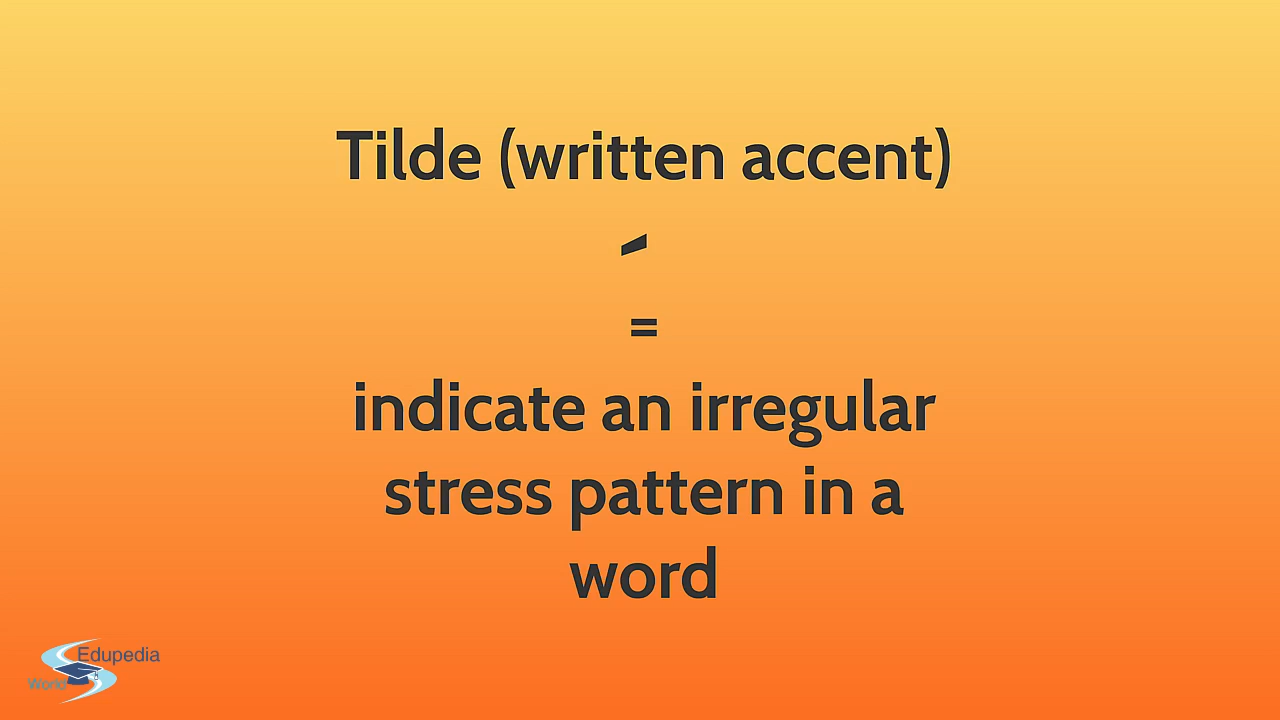 Tilde (written accent)
´
=
indicate an irregular
stress pattern in a
word
Edupedia
World